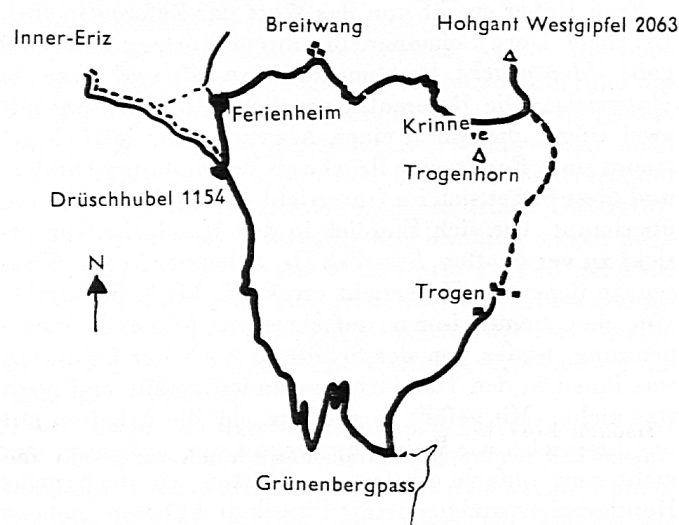 Breitwang
Hohgant Westgipfel 2063
Inner-Eriz
Ferienheim
Krinne
Trogenhorn
Drüschhubel 1154
N
Trogen
Grünenbergpass